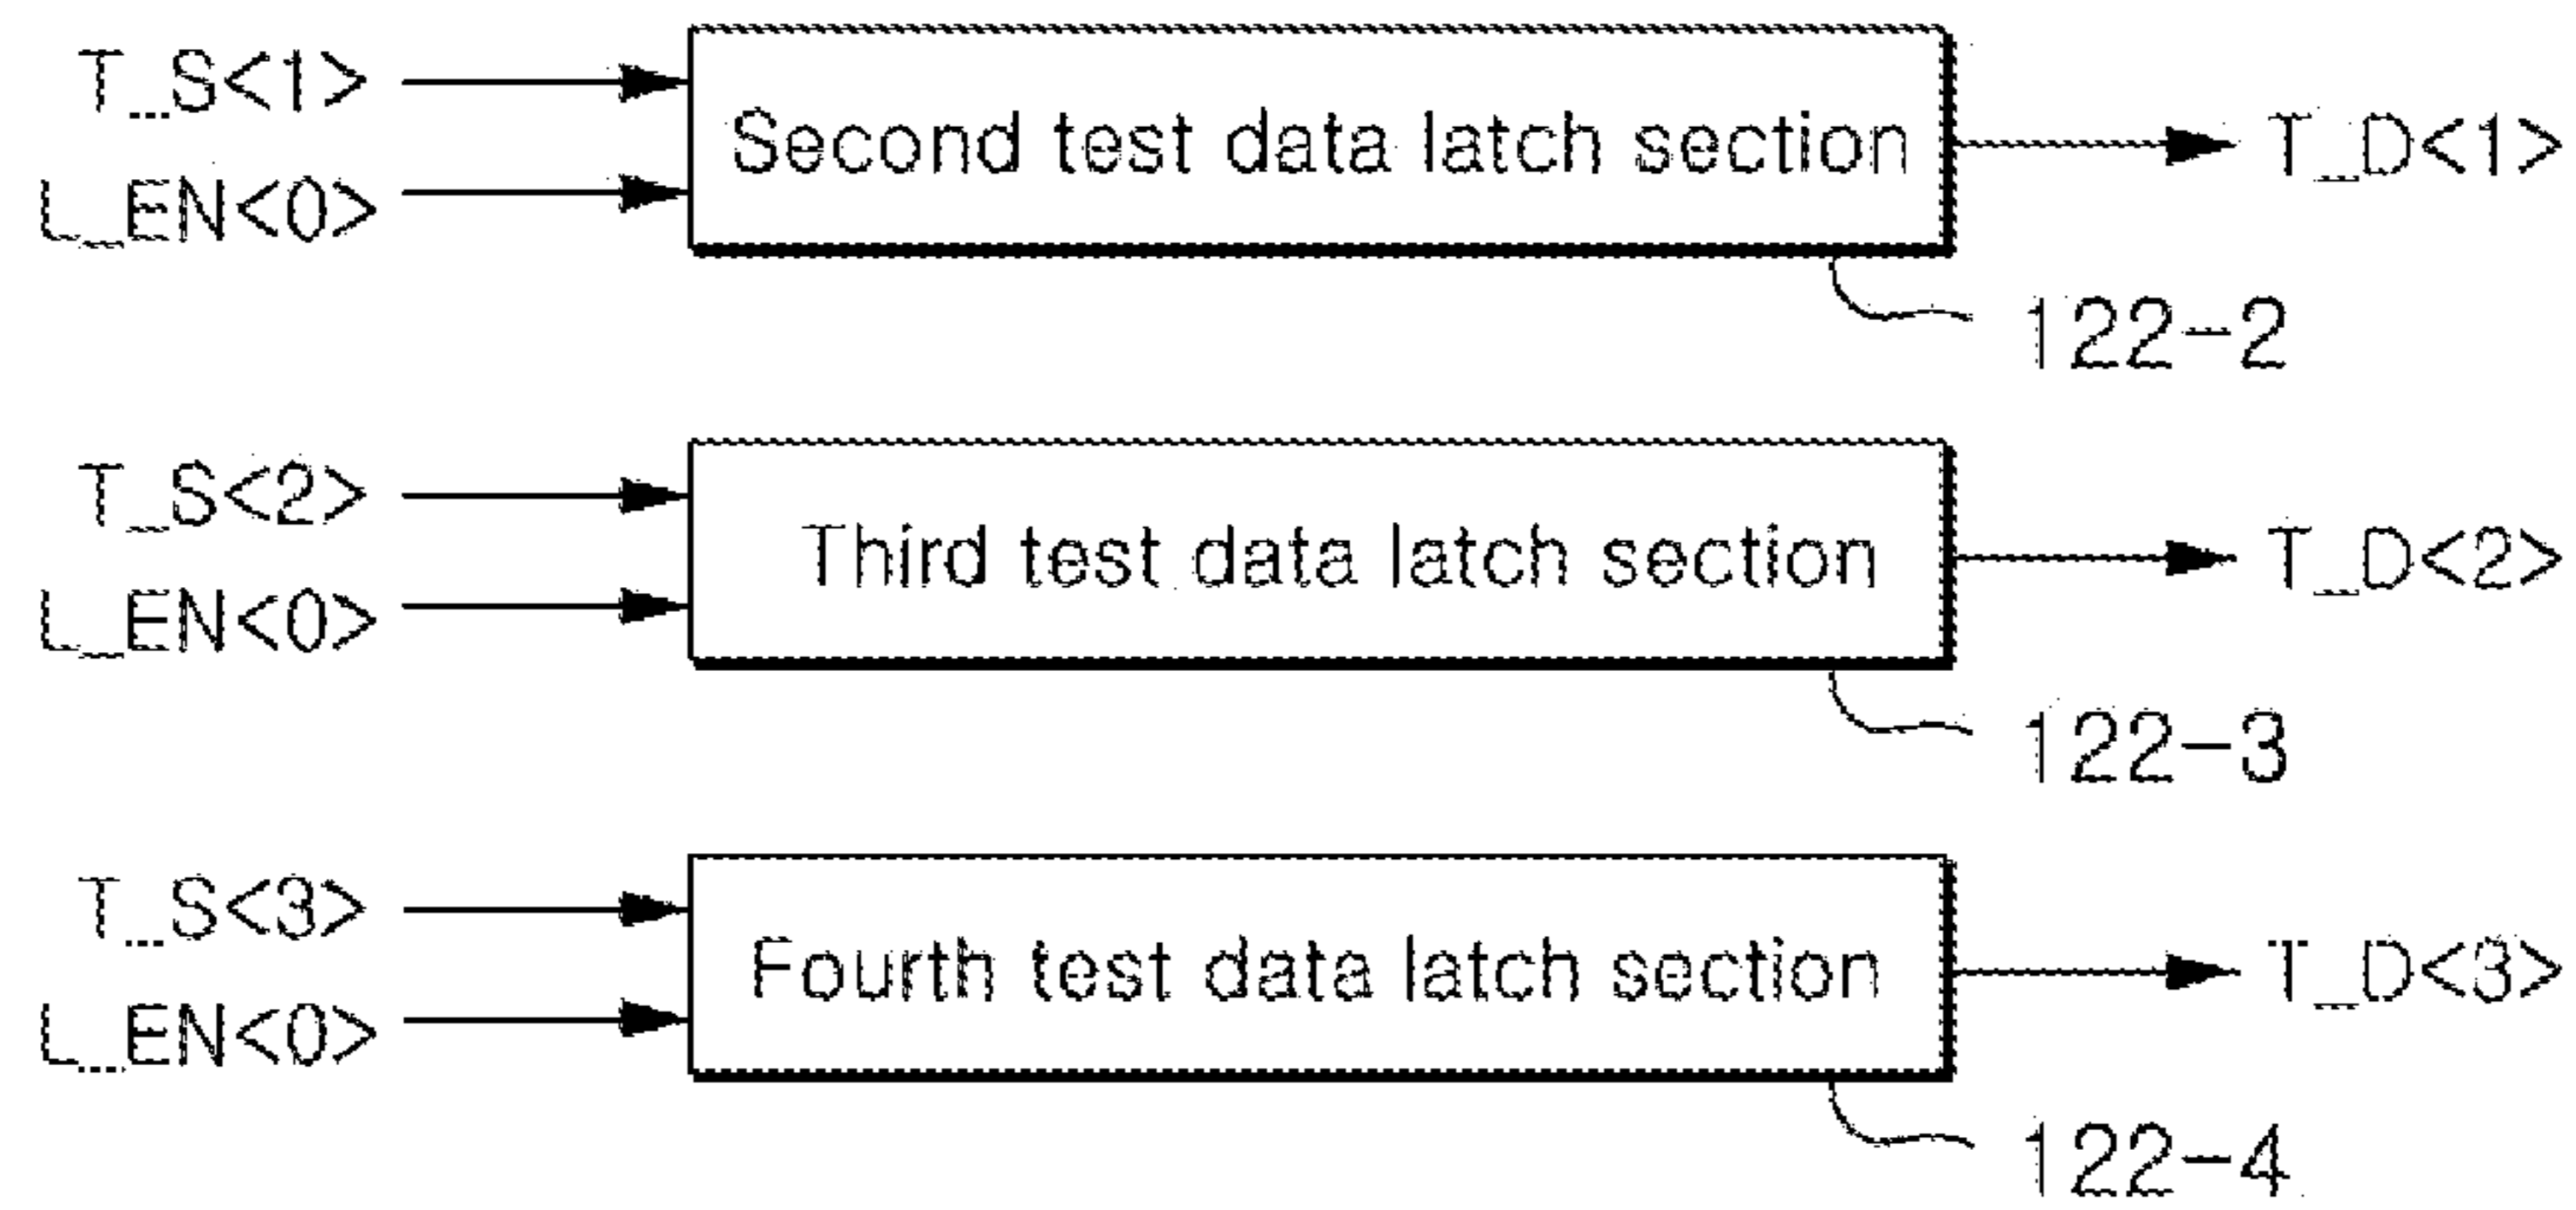 T_S<1>
L_EN<0>
Second test data latch section
T_D<1>
122-2
T_S<2>
L_EN<0>
Third test data latch section
T_D<2>
122-3
T_S<3>
L_EN<0>
Fourth test data latch section
T_D<3>
122-4